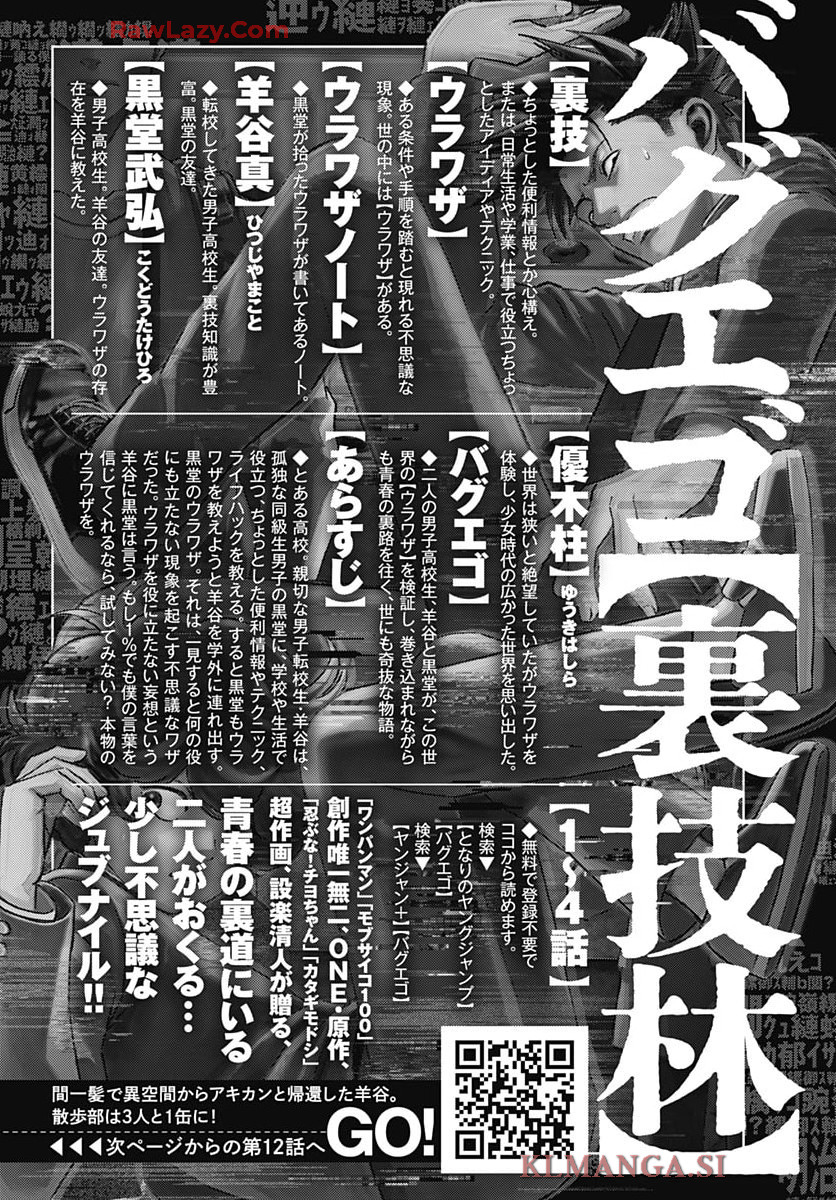 RawLazy.Com
バグエゴ【裏技林】
【裏技】
◆ちょっとした便利情報とか心構え。
または、日常生活や学業、仕事で役立つちょっ
としたアイディアやテクニック。
【ウラワザ】
◆ある条件や手順を踏むと現れる不思議な
現象。世の中には【ウラワザ】がある。
【ウラワザノート】
◆黒堂が拾ったウラワザが書いてあるノート。
【羊谷真】ひつじやまこと
◆転校してきた男子高校生。裏技知識が豊
富。黒堂の友達。
【黒堂武弘】こくどうたけひろ
◆男子高校生。羊谷の友達。ウラワザの存
在を羊谷に教えた。
【優木柱】ゆうきはしら
◆世界は狭いと絶望していたがウラワザを
体験し、少女時代の広かった世界を思い出した。
【バグエゴ】
◆二人の男子高校生、羊谷と黒堂が、この世
界の【ウラワザ】を検証し、巻き込まれながら
も青春の裏路を往く、世にも奇抜な物語。
【あらすじ】
◆とある高校。親切な男子転校生・羊谷は、
孤独な同級生男子の黒堂に、学校や生活で
役立つ、ちょっとした便利情報やテクニック、
ライフハックを教える。すると黒堂もウラ
ワザを教えようと羊谷を学外に連れ出す。
黒堂のウラワザ。それは、一見すると何の役
にも立たない現象を起こす不思議なワザ
だった。ウラワザを役に立たない妄想という
羊谷に黒堂は言う。もし1%でも僕の言葉を
信じてくれるなら、試してみない？本物の
ウラワザを。
【1〜4話】
◆無料で登録不要で
ココから読めます。
検索▼
【となりのヤングジャンプ】
【バグエゴ】
検索▼
【ヤンジャン+】【バグエゴ】
「ワンパンマン」「モブサイコ100」
創作唯一無二、ONE・原作、
「忍ぶな！チヨちゃん」「カタギモドシ」
超作画、設楽清人が贈る、
青春の裏道にいる
二人がおくる…
少し不思議な
ジュブナイル!!
間一髪で異空間からアキカンと帰還した羊谷。
散歩部は3人と1缶に！
◀◀◀次ページからの第12話へGO!
KLMANGA.SI